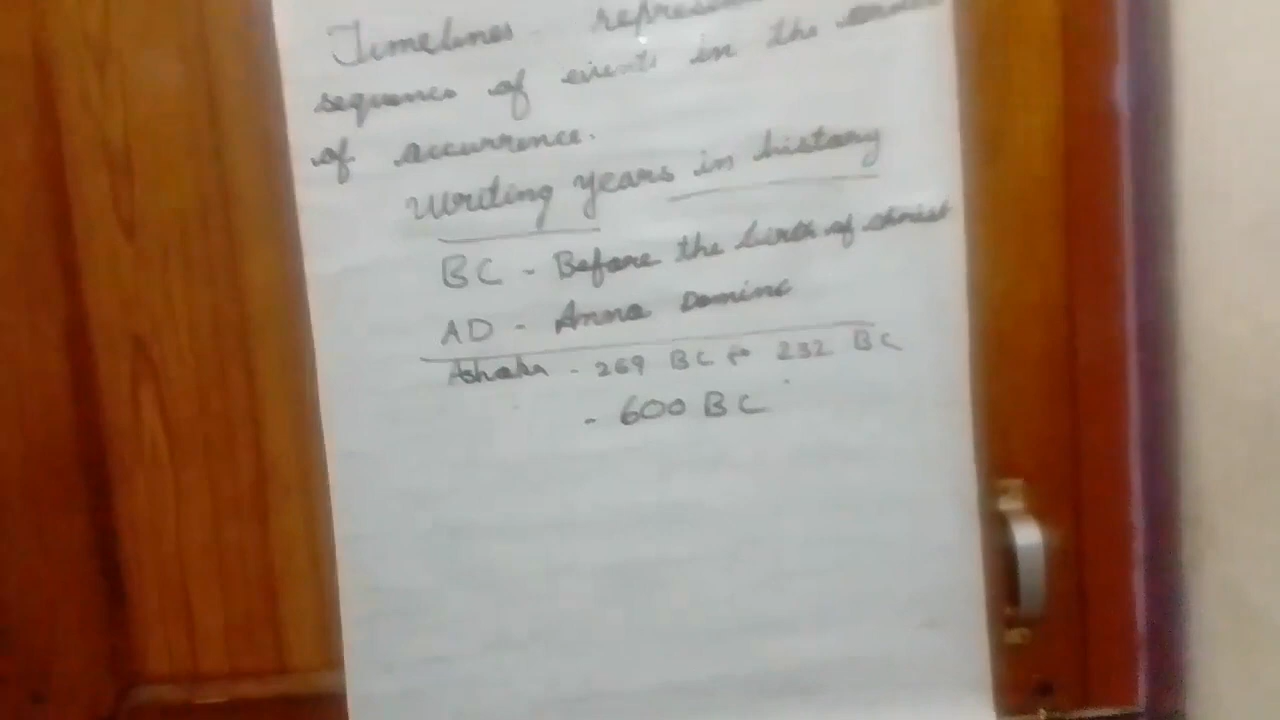 Timelines
sequence of events in the
of occurrence.
Writing years in history
BC - Before the birth of christ
AD - Anno Domini
Ashoka - 269 BC to 232 BC
- 600 BC